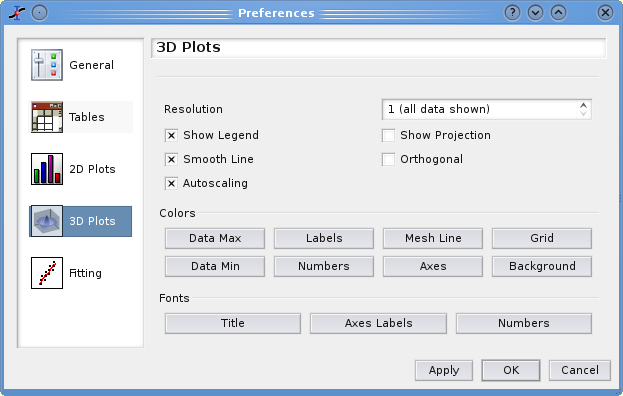 Preferences
General
Tables
2D Plots
3D Plots
Fitting
3D Plots
Resolution 1 (all data shown)
Show Legend Show Projection
Smooth Line Orthogonal
Autoscaling
Colors
Data Max Labels Mesh Line Grid
Data Min Numbers Axes Background
Fonts
Title Axes Labels Numbers
Apply OK Cancel